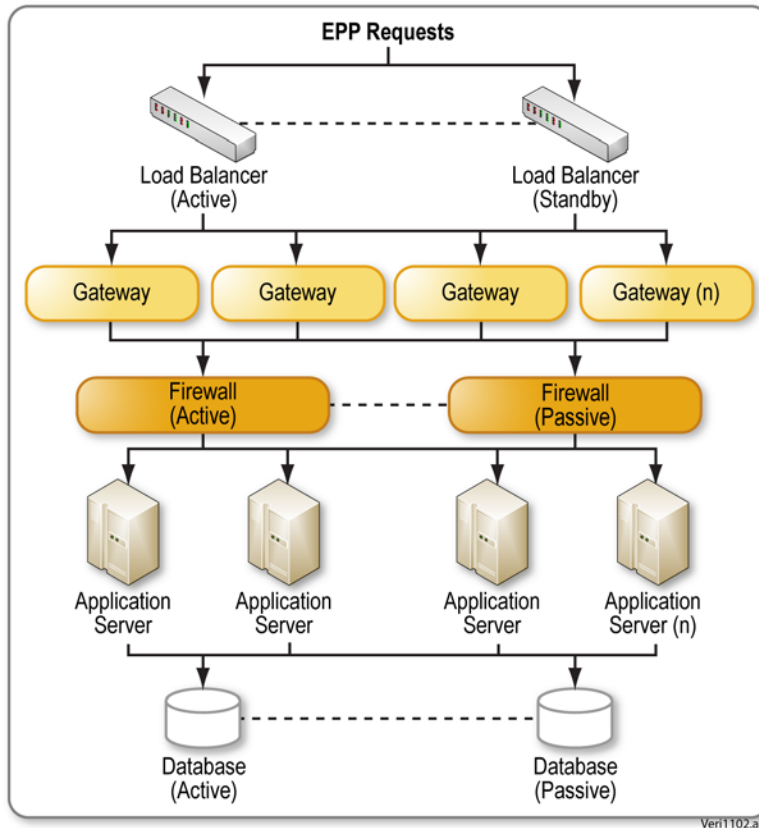 EPP Requests
Load Balancer
(Active)
Load Balancer
(Standby)
Gateway
Gateway
Gateway
Gateway (n)
Firewall
(Active)
Firewall
(Passive)
Application
Server
Application
Server
Application
Server
Application
Server (n)
Database
(Active)
Database
(Passive)